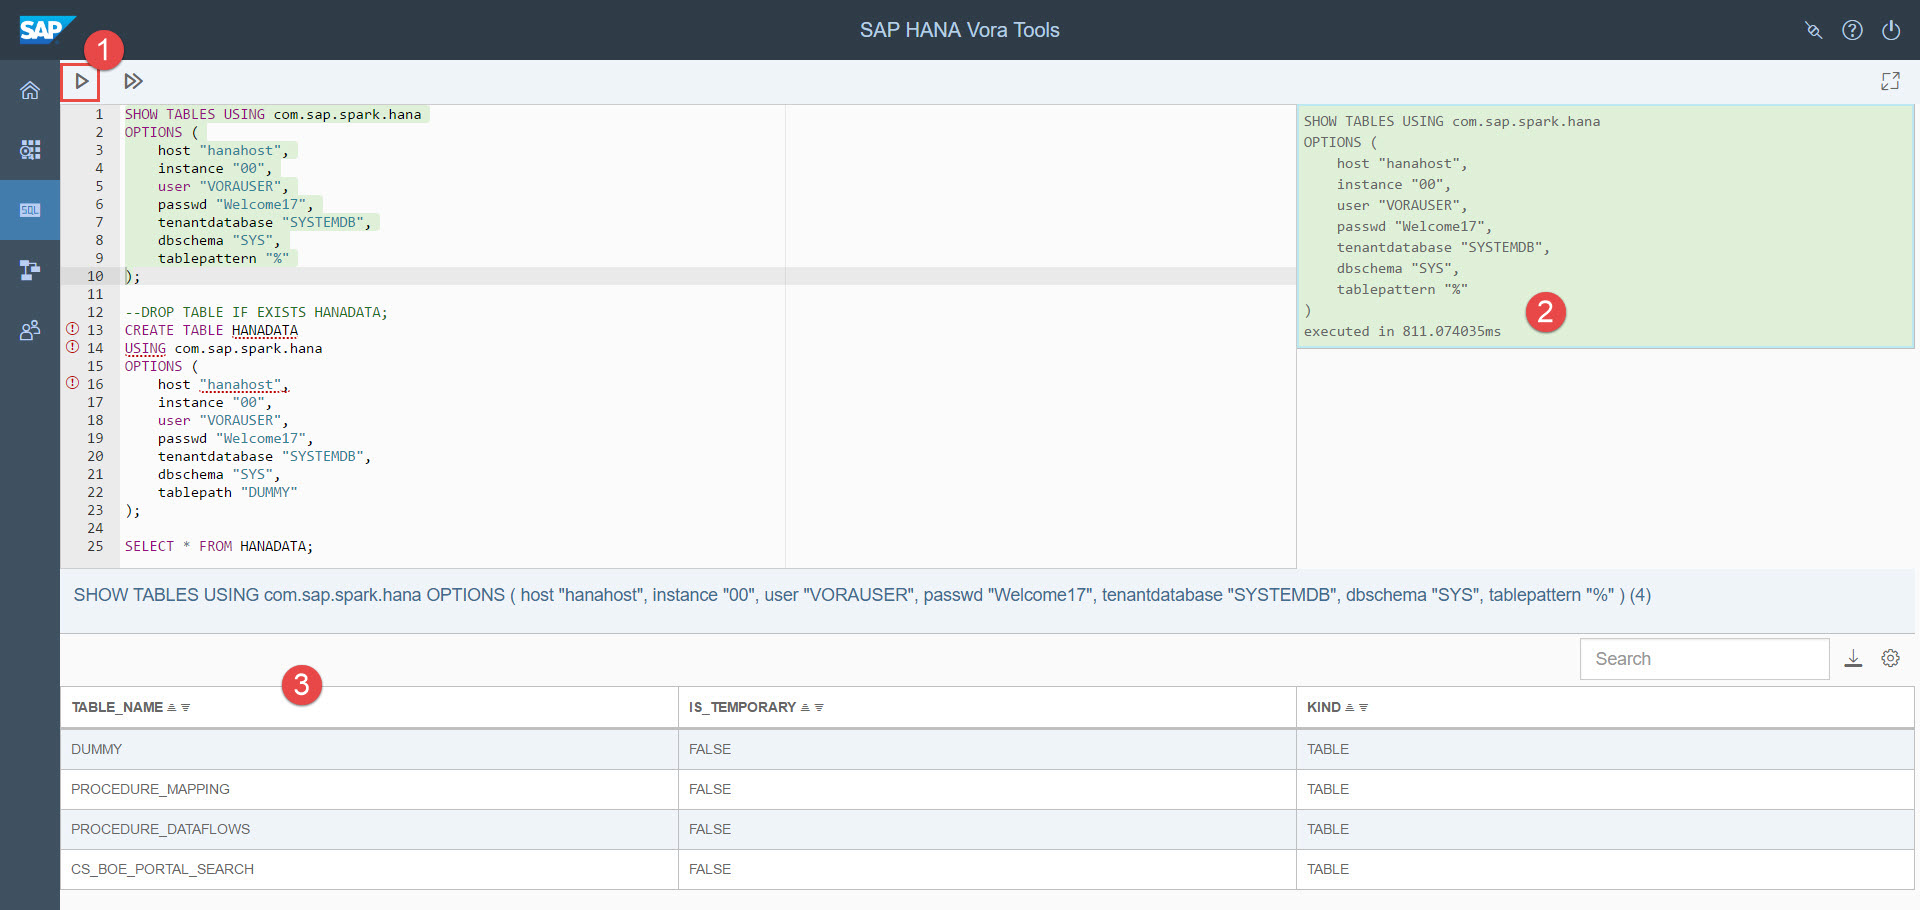 SAP
SAP HANA Vora Tools
1
SQL
1 SHOW TABLES USING com.sap.spark.hana
2 OPTIONS (
3 host "hanahost",
4 instance "00",
5 user "VORAUSER",
6 passwd "Welcome17",
7 tenantdatabase "SYSTEMDB",
8 dbschema "SYS",
9 tablepattern "%"
10 );
11
12 --DROP TABLE IF EXISTS HANADATA;
13 CREATE TABLE HANADATA
14 USING com.sap.spark.hana
15 OPTIONS (
16 host "hanahost",
17 instance "00",
18 user "VORAUSER",
19 passwd "Welcome17",
20 tenantdatabase "SYSTEMDB",
21 dbschema "SYS",
22 tablepath "DUMMY"
23 );
24
25 SELECT * FROM HANADATA;
SHOW TABLES USING com.sap.spark.hana
OPTIONS (
host "hanahost",
instance "00",
user "VORAUSER",
passwd "Welcome17",
tenantdatabase "SYSTEMDB",
dbschema "SYS",
tablepattern "%"
)
executed in 811.074035ms
2
SHOW TABLES USING com.sap.spark.hana OPTIONS ( host "hanahost", instance "00", user "VORAUSER", passwd "Welcome17", tenantdatabase "SYSTEMDB", dbschema "SYS", tablepattern "%" ) (4)
Search
3
TABLE_NAME IS_TEMPORARY KIND
DUMMY FALSE TABLE
PROCEDURE_MAPPING FALSE TABLE
PROCEDURE_DATAFLOWS FALSE TABLE
CS_BOE_PORTAL_SEARCH FALSE TABLE